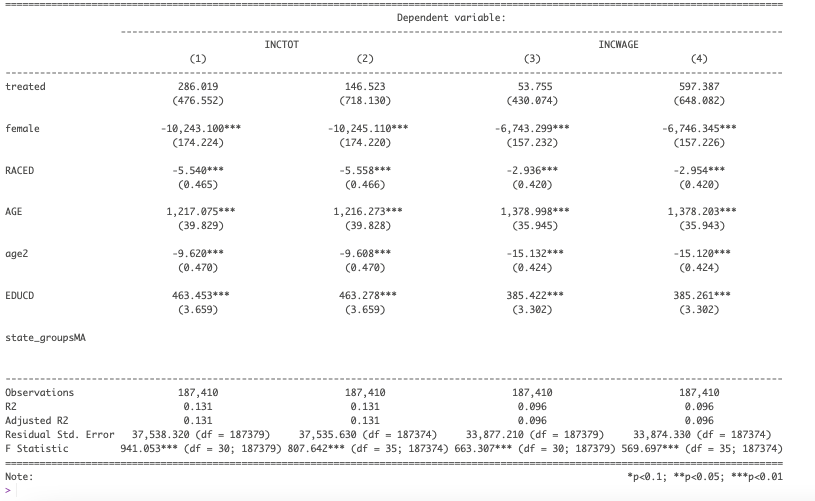 ===================================================================================
Dependent variable:
-----------------------------------------------------------------------
INCTOT INCWAGE
(1) (2) (3) (4)
-----------------------------------------------------------------------------------
treated 286.019 146.523 53.755 597.387
(476.552) (718.130) (430.074) (648.082)
female -10,243.100*** -10,245.110*** -6,743.299*** -6,746.345***
(174.224) (174.220) (157.232) (157.226)
RACED -5.540*** -5.558*** -2.936*** -2.954***
(0.465) (0.466) (0.420) (0.420)
AGE 1,217.075*** 1,216.273*** 1,378.998*** 1,378.203***
(39.829) (39.828) (35.945) (35.943)
age2 -9.620*** -9.608*** -15.132*** -15.120***
(0.470) (0.470) (0.424) (0.424)
EDUCD 463.453*** 463.278*** 385.422*** 385.261***
(3.659) (3.659) (3.302) (3.302)
state_groupsMA
-----------------------------------------------------------------------------------
Observations 187,410 187,410 187,410 187,410
R2 0.131 0.131 0.096 0.096
Adjusted R2 0.131 0.131 0.096 0.096
Residual Std. Error 37,538.320 (df = 187379) 37,535.630 (df = 187374) 33,877.210 (df = 187379) 33,874.330 (df = 187374)
F Statistic 941.053*** (df = 30; 187379) 807.642*** (df = 35; 187374) 663.307*** (df = 30; 187379) 569.697*** (df = 35; 187374)
===================================================================================
Note: *p<0.1; **p<0.05; ***p<0.01
>